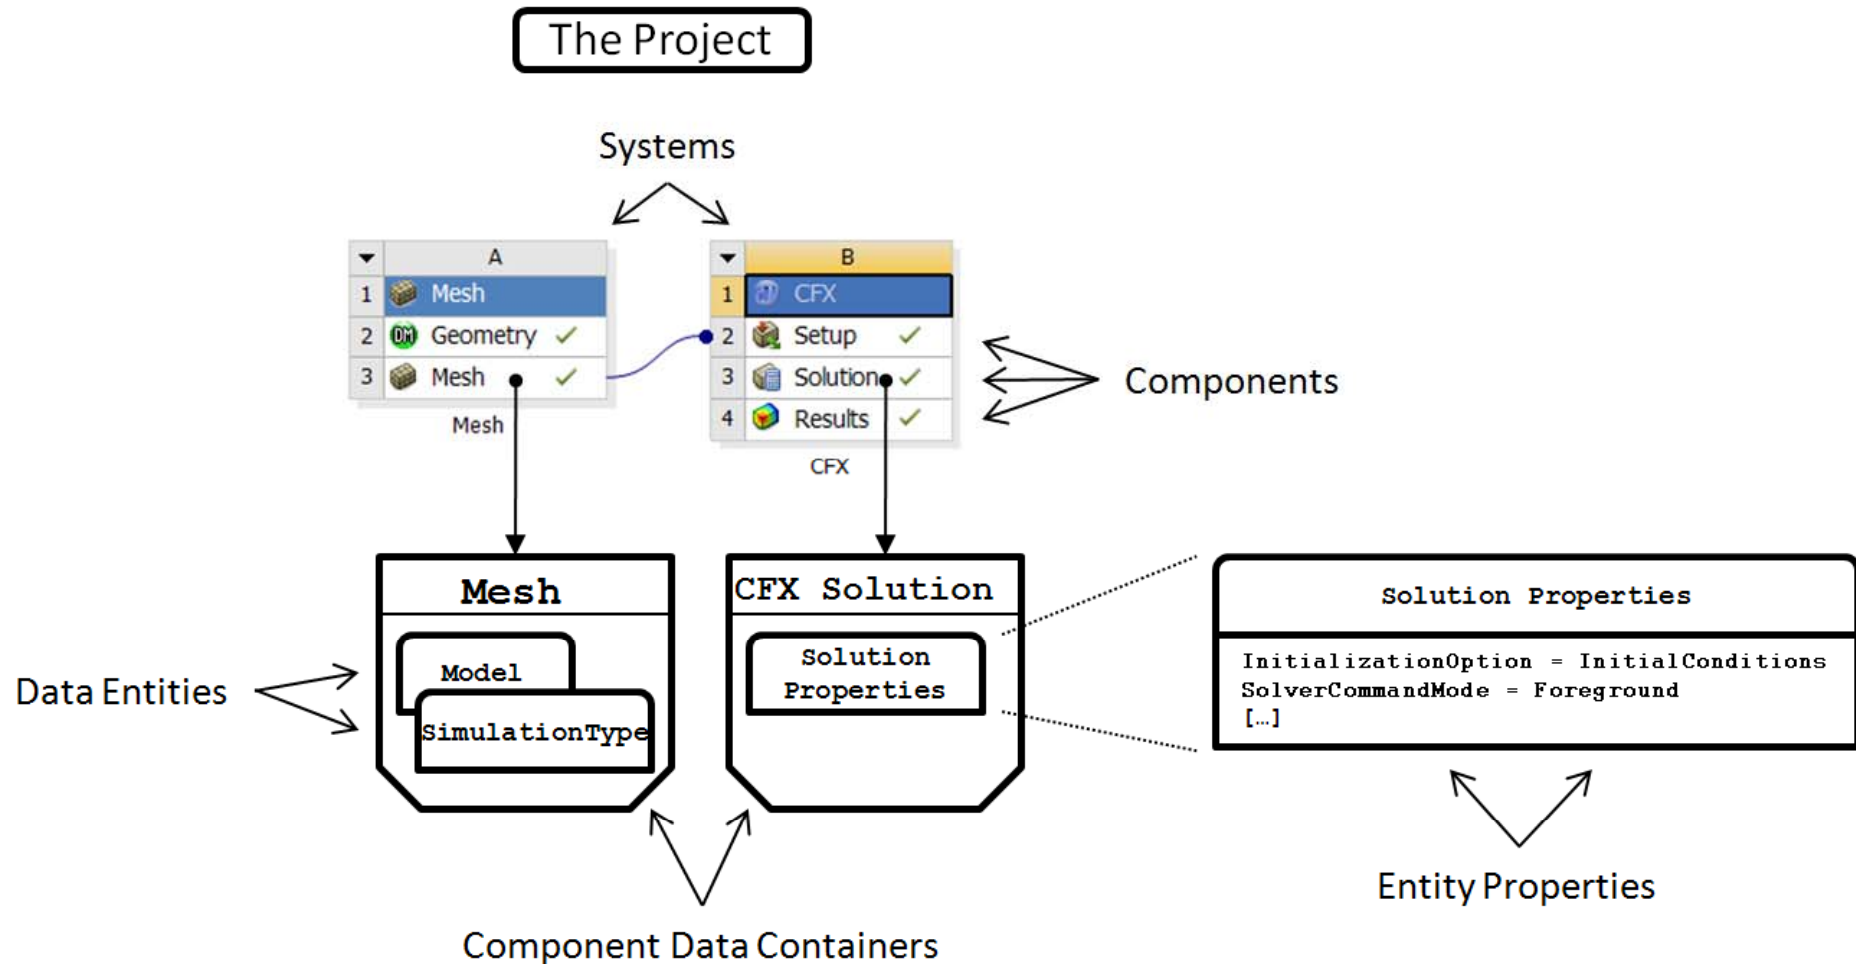 The Project
Systems
A
1 Mesh
2 DM Geometry
3 Mesh
Mesh
B
1 CFX
2 Setup
3 Solution
4 Results
CFX
Components
Mesh
Model
SimulationType
CFX Solution
Solution
Properties
Solution Properties
InitializationOption = InitialConditions
SolverCommandMode = Foreground
[…]
Data Entities
Entity Properties
Component Data Containers